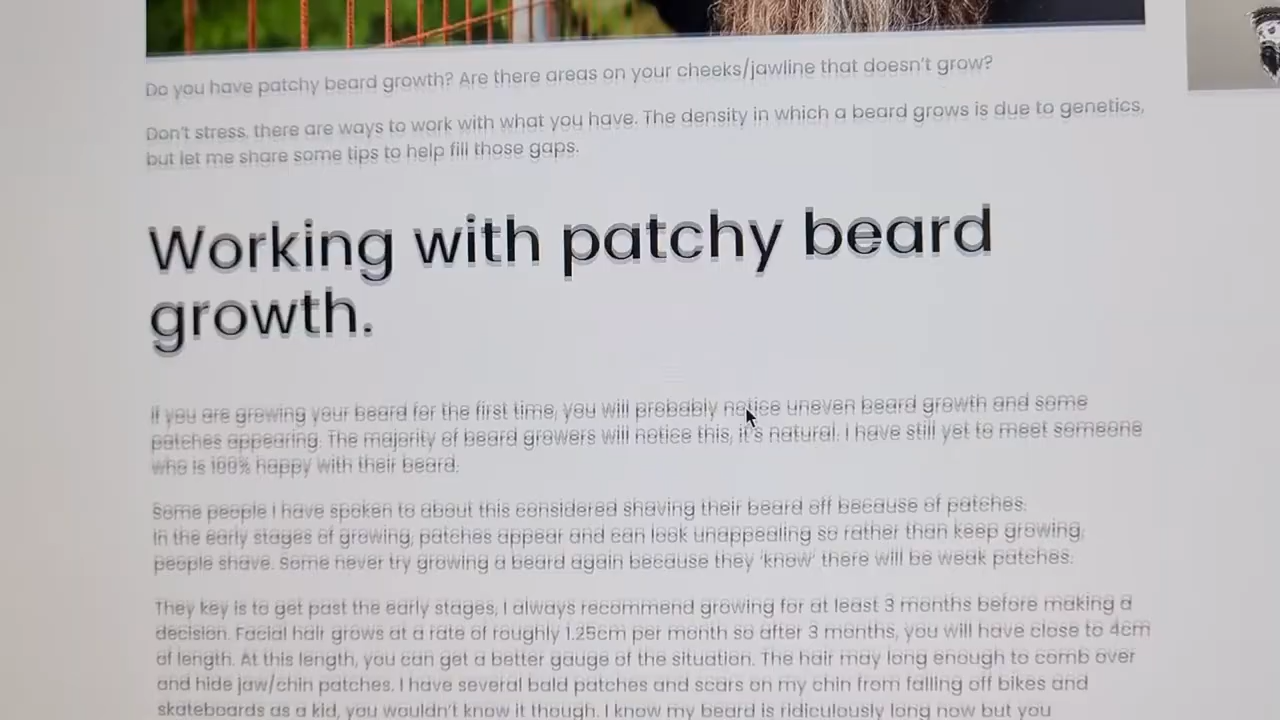 Do you have patchy beard growth? Are there areas on your cheeks/jawline that doesn't grow?
Don't stress, there are ways to work with what you have. The density in which a beard grows is due to genetics,
but let me share some tips to help fill those gaps.
Working with patchy beard
growth.
If you are growing your beard for the first time, you will probably notice uneven beard growth and some
patches appearing. The majority of beard growers will notice this, it's natural. I have still yet to meet someone
who is 100% happy with their beard.
Some people I have spoken to about this considered shaving their beard off because of patches.
In the early stages of growing, patches appear and can look unappealing so rather than keep growing,
people shave. Some never try growing a beard again because they 'know' there will be weak patches.
They key is to get past the early stages, I always recommend growing for at least 3 months before making a
decision. Facial hair grows at a rate of roughly 1.25cm per month so after 3 months, you will have close to 4cm
of length. At this length, you can get a better gauge of the situation. The hair may long enough to comb over
and hide jaw/chin patches. I have several bald patches and scars on my chin from falling off bikes and
skateboards as a kid, you wouldn't know it though. I know my beard is ridiculously long now but you